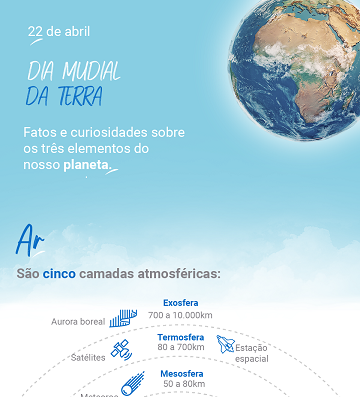 22 de abril
DIA MUDIAL
DA TERRA
Fatos e curiosidades sobre
os três elementos do
nosso planeta.
Ar
São cinco camadas atmosféricas:
Exosfera
700 a 10.000km
Aurora boreal
Termosfera
80 a 700km
Satélites
Estação
espacial
Mesosfera
50 a 80km
Meteoros